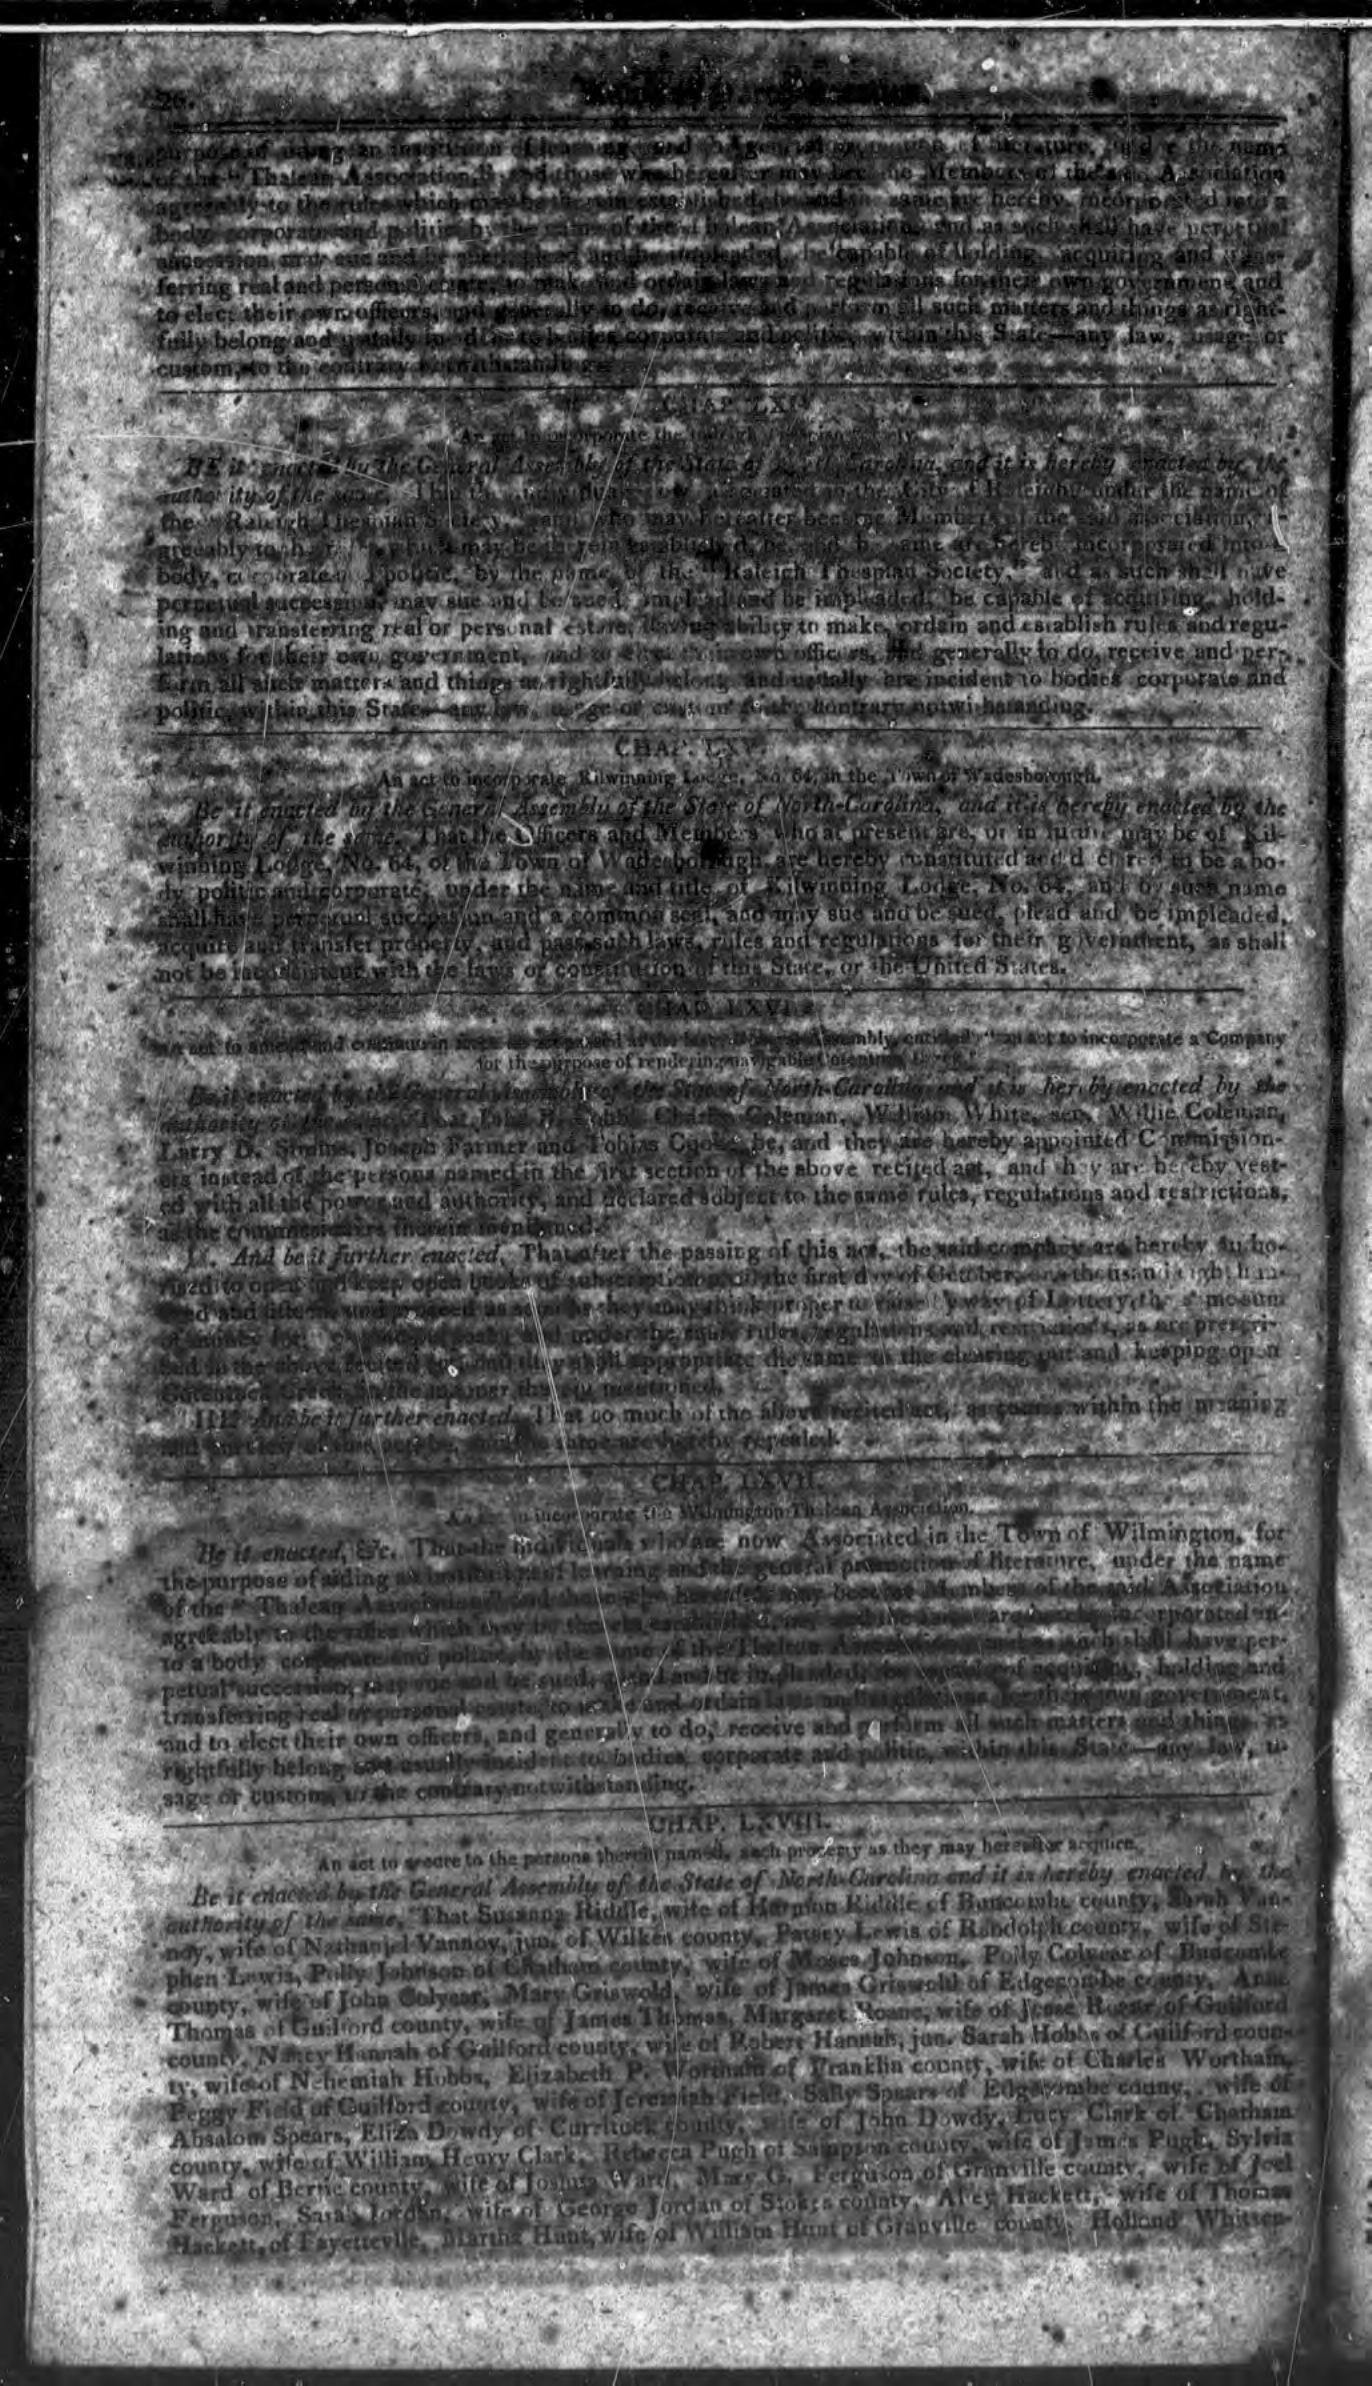 26.
purpose of an institution of learning and the general promotion of literature, under the name
of the "Thalean Association," and those who hereafter may become Members of the said Association
agreeably to the rules which may be therein established, be and the same are hereby incorporated into a
body corporate and politic by the name of the Thalean Association, and as such shall have perpetual
succession, may sue and be sued, plead and be impleaded, be capable of holding, acquiring and trans-
ferring real and personal estate, to make and ordain laws and regulations for their own government, and
to elect their own officers, and generally to do, receive and perform all such matters and things as right-
fully belong and usually incident to bodies corporate and politic, within this State—any law, usage or
custom, to the contrary notwithstanding.
CHAP. LXIV.
An act to incorporate the Raleigh Thespian Society.
BE it enacted by the General Assembly of the State of North Carolina, and it is hereby enacted by the
authority of the same, That the individuals now associated in the City of Raleigh, under the name of
the "Raleigh Thespian Society," and who may hereafter become Members of the said association, a-
greeably to the rules which may be therein established, be, and the same are hereby incorporated into a
body, corporate and politic, by the name of the "Raleigh Thespian Society," and as such shall have
perpetual succession, may sue and be sued, implead and be impleaded, be capable of acquiring, hold-
ing and transferring real or personal estate, having ability to make, ordain and establish rules and regu-
lations for their own government, and to elect their own officers, and generally to do, receive and per-
form all such matters and things as rightfully belong and usually are incident to bodies corporate and
politic, within this State—any law, usage or custom to the contrary notwithstanding.
CHAP. LXV.
An act to incorporate Kilwinning Lodge, No. 64, in the Town of Wadesborough.
Be it enacted by the General Assembly of the State of North-Carolina, and it is hereby enacted by the
authority of the same, That the Officers and Members who at present are, or in future may be of Kil-
winning Lodge, No. 64, of the Town of Wadesborough, are hereby constituted and declared to be a bo-
dy politic and corporate, under the name and title of Kilwinning Lodge, No. 64, and by such name
shall have perpetual succession and a common seal, and may sue and be sued, plead and be impleaded,
acquire and transfer property, and pass such laws, rules and regulations for their government, as shall
not be inconsistent with the laws or constitution of this State, or the United States.
CHAP. LXVI.
An act to amend and continue in force an act passed at the last General Assembly, entitled "an act to incorporate a Company
for the purpose of rendering navigable Cotentney Creek."
Be it enacted by the General Assembly of the State of North-Carolina, and it is hereby enacted by the
authority of the same, That Coleman, William White, sen. Willie Coleman,
Larry D. Joseph Farmer and Tobias be, and they are hereby appointed Commission-
ers instead of the persons named in the first section of the above recited act, and they are hereby vest-
ed with all the power and authority, and declared subject to the same rules, regulations and restrictions,
as the commissioners therein mentioned.
II. And be it further enacted, That after the passing of this act, the said company are hereby autho-
rised to open and keep open books of subscription until the first day of October, one thousand eight hun-
dred and fifteen, and proceed as soon as they may think proper to raise by way of Lottery, the same sum
of money for and under the same rules, regulations and restrictions, as are prescri-
bed in the above recited act, and they shall appropriate the same to the clearing out and keeping open
Creek, in the manner therein mentioned.
III. And be it further enacted, That so much of the above recited act, as comes within the meaning
and purview of this act, be, and the same are hereby repealed.
CHAP. LXVII.
An act to incorporate the Wilmington Thalean Association.
Be it enacted, &c. That the individuals who are now Associated in the Town of Wilmington, for
the purpose of aiding an institution of learning and the general promotion of literature, under the name
of the "Thalean Association," and those who hereafter may become Members of the said Association
agreeably to the rules which may be therein established, be, and the same are hereby incorporated in-
to a body corporate and politic, by the name of the Thalean Association, and as such shall have per-
petual succession, may sue and be sued, plead and be impleaded, be capable of acquiring, holding and
transferring real or personal estate, to make and ordain laws and regulations for their own government,
and to elect their own officers, and generally to do, receive and perform all such matters and things as
rightfully belong and usually incident to bodies corporate and politic, within this State—any law, u-
sage or custom, to the contrary notwithstanding.
CHAP. LXVIII.
An act to secure to the persons therein named, such property as they may hereafter acquire.
Be it enacted by the General Assembly of the State of North-Carolina and it is hereby enacted by the
authority of the same, That Susanna Riddle, wife of Riddle of Buncombe county, Sarah Van-
noy, wife of Nathaniel Vannoy, jun. of Wilkes county, Patsey Lewis of Randolph county, wife of Ste-
phen Lewis, Polly Johnson of Chatham county, wife of Moses Johnson, Polly Colyear of Buncombe
county, wife of John Colyear, Mary Griswold, wife of James Griswold of Edgecombe county, Anne
Thomas of Guilford county, wife of James Thomas, Margaret Roane, wife of Jesse Roane of Guilford
county, Nancy Hannah of Guilford county, wife of Robert Hannah, jun. Sarah Hobbs of Guilford coun-
ty, wife of Nehemiah Hobbs, Elizabeth P. Wortham of Franklin county, wife of Charles Wortham,
Peggy Field of Guilford county, wife of Jeremiah Field, Sally Spears of Edgecombe county, wife of
Absalom Spears, Eliza Dowdy of Currituck county, wife of John Dowdy, Lucy Clark of Chatham
county, wife of William Henry Clark, Rebecca Pugh of Sampson county, wife of James Pugh, Sylvia
Ward of Bertie county, wife of Joshua Ward, Mary G. Ferguson of Granville county, wife of Joel
Ferguson, Sarah Jordan, wife of George Jordan of Stokes county, Alcey Hackett, wife of Thomas
Hackett, of Fayetteville, Martha Hunt, wife of William Hunt of Granville county, Holland Whitten-